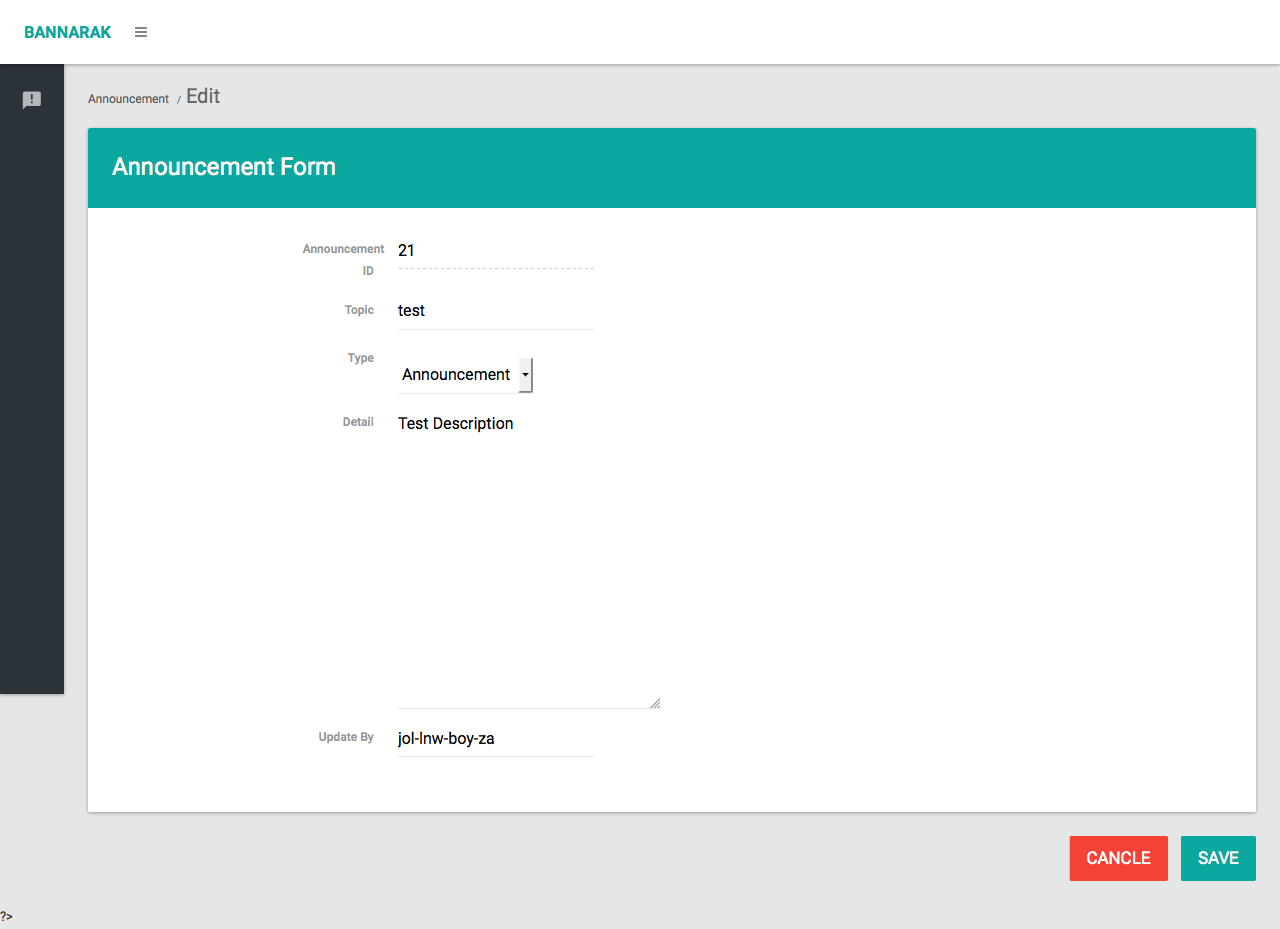 BANNARAK
Announcement / Edit
Announcement Form
Announcement ID 21
Topic test
Type Announcement
Detail Test Description
Update By jol-lnw-boy-za
CANCLE SAVE
?>